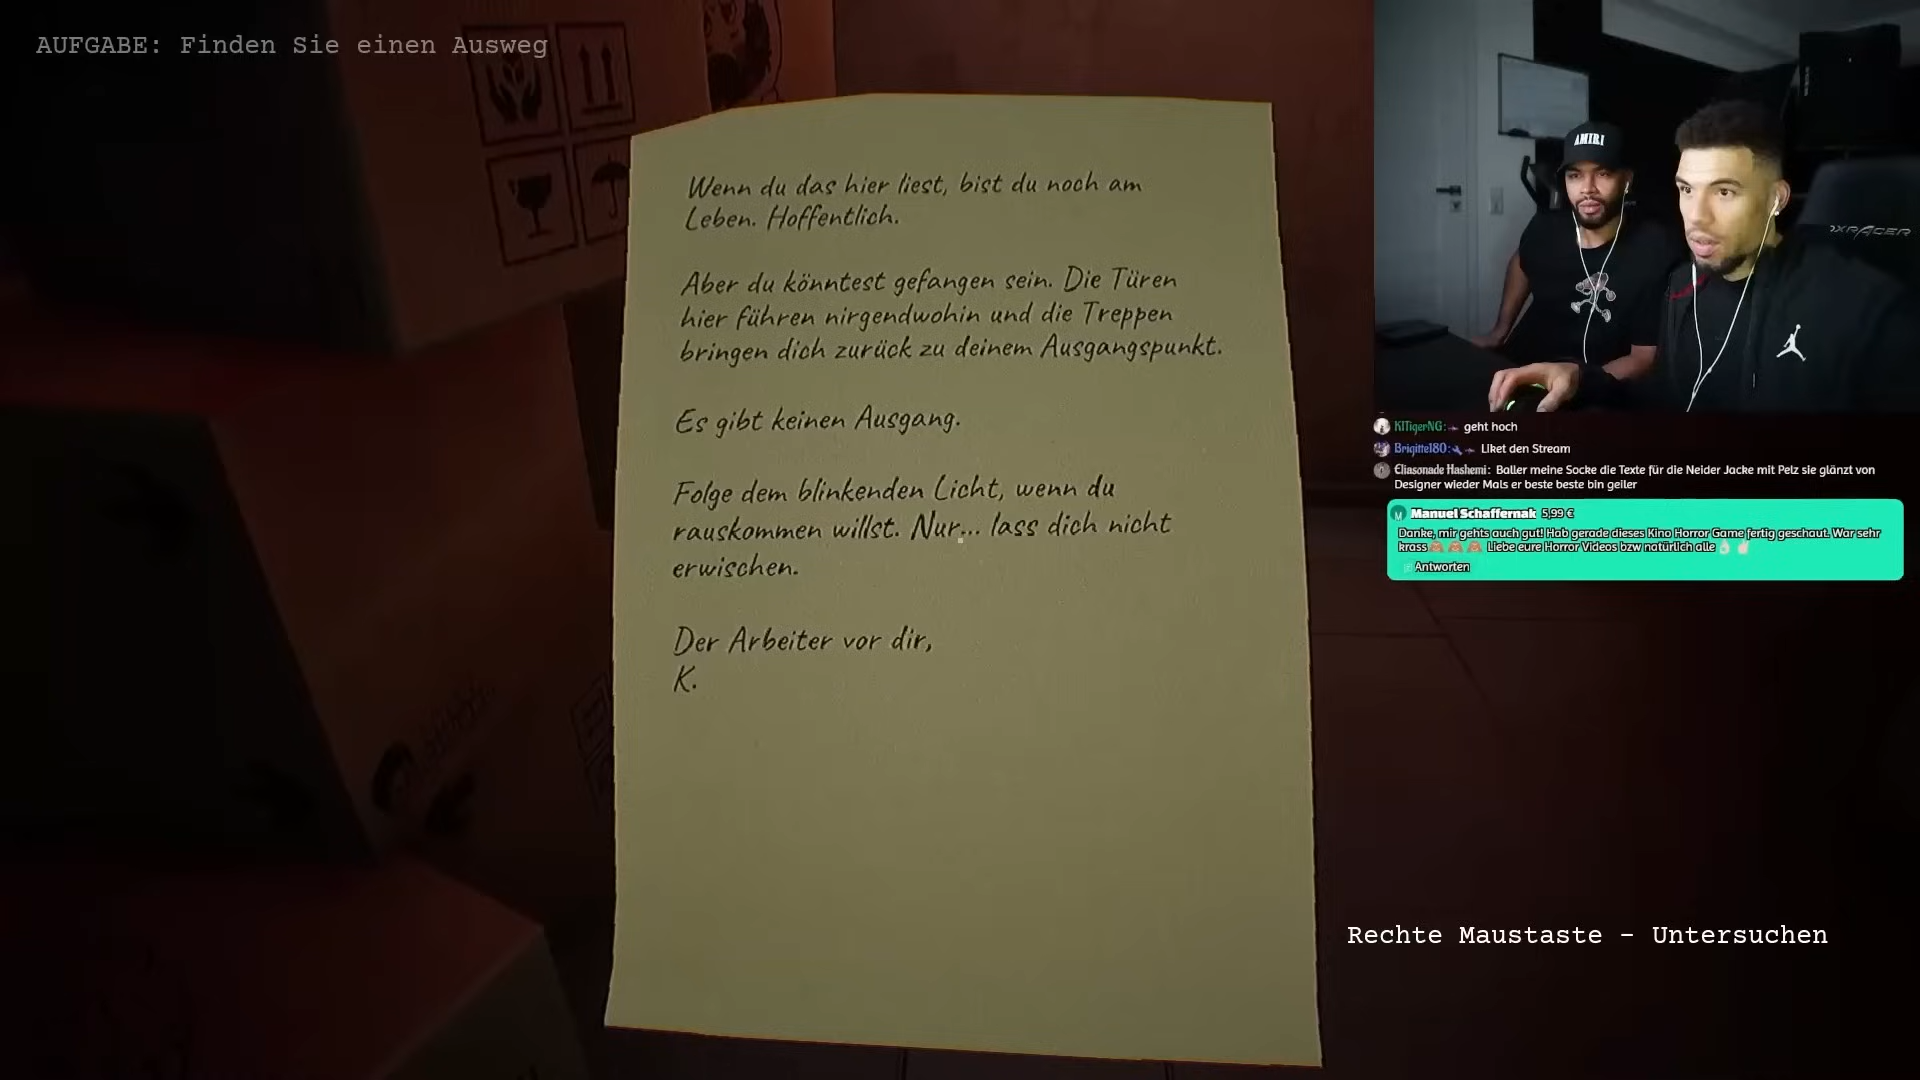 AUFGABE: Finden Sie einen Ausweg
Wenn du das hier liest, bist du noch am
Leben. Hoffentlich.
Aber du könntest gefangen sein. Die Türen
hier führen nirgendwohin und die Treppen
bringen dich zurück zu deinem Ausgangspunkt.
Es gibt keinen Ausgang.
Folge dem blinkenden Licht, wenn du
rauskommen willst. Nur... lass dich nicht
erwischen.
Der Arbeiter vor dir,
K.
AMIRI
DXRACER
KITigerNG: geht hoch
Brigitte180: Liket den Stream
Eliasonade Hashemi: Baller meine Socke die Texte für die Neider Jacke mit Pelz sie glänzt von
Designer wieder Mals er beste beste bin geiler
M Manuel Schaffernak 5,99 €
Danke, mir gehts auch gut! Hab gerade dieses Kino Horror Game fertig geschaut. War sehr
krass🙈🙈🙈 Liebe eure Horror Videos bzw natürlich alle👌✌
Antworten
Rechte Maustaste - Untersuchen